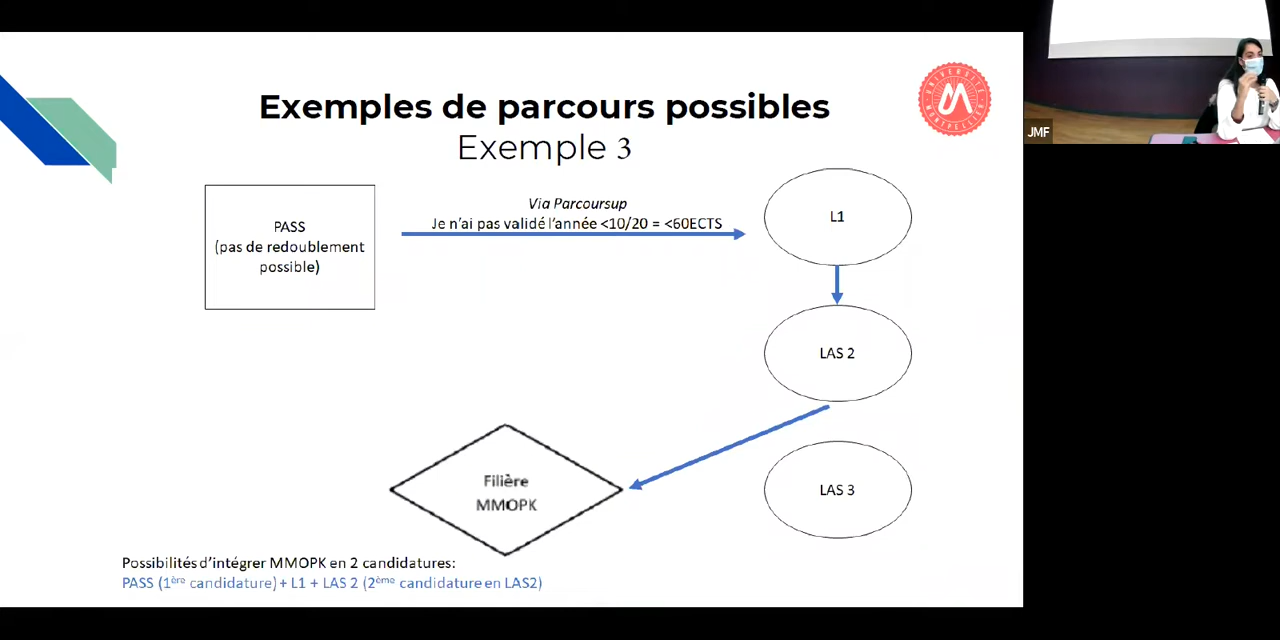 Exemples de parcours possibles
Exemple 3
UNIVERSITÉ
MONTPELLIER
JMF
PASS
(pas de redoublement
possible)
Via Parcoursup
Je n'ai pas validé l'année <10/20 = <60ECTS
L1
LAS 2
LAS 3
Filière
MMOPK
Possibilités d'intégrer MMOPK en 2 candidatures:
PASS (1ère candidature) + L1 + LAS 2 (2ème candidature en LAS2)